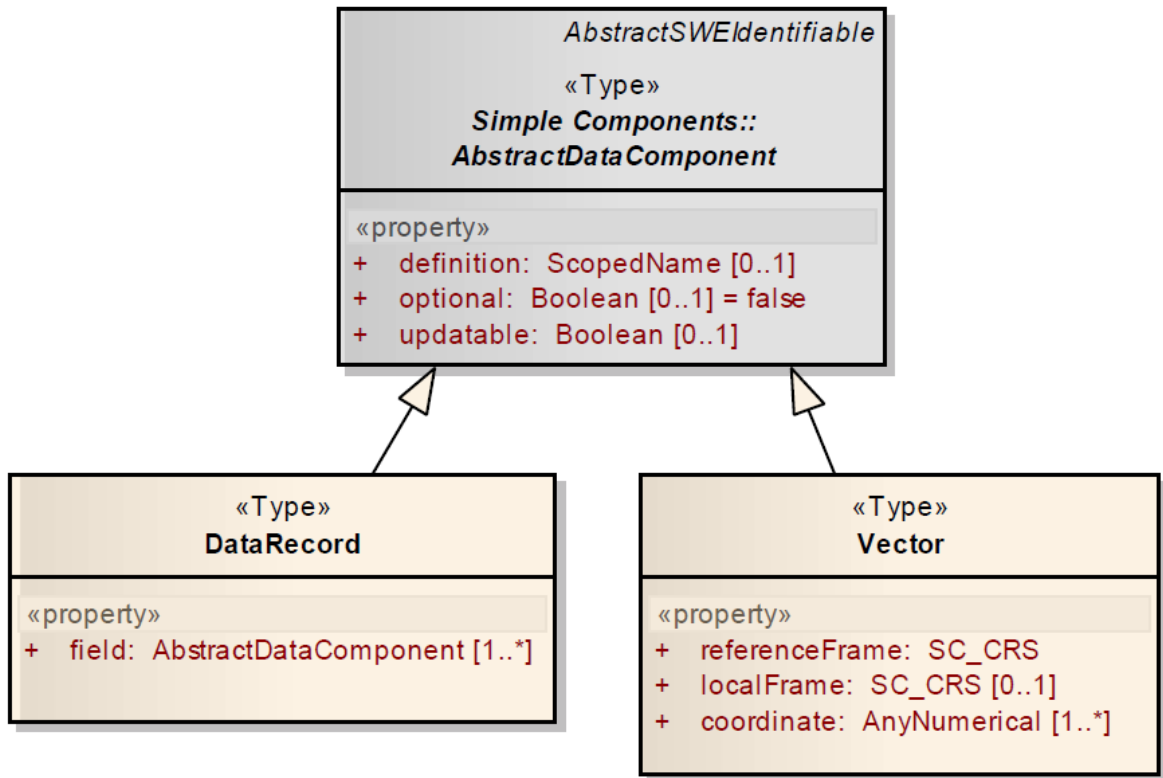 AbstractSWEIdentifiable
«Type»
Simple Components::
AbstractDataComponent
«property»
+ definition: ScopedName [0..1]
+ optional: Boolean [0..1] = false
+ updatable: Boolean [0..1]
«Type»
DataRecord
«property»
+ field: AbstractDataComponent [1..*]
«Type»
Vector
«property»
+ referenceFrame: SC_CRS
+ localFrame: SC_CRS [0..1]
+ coordinate: AnyNumerical [1..*]